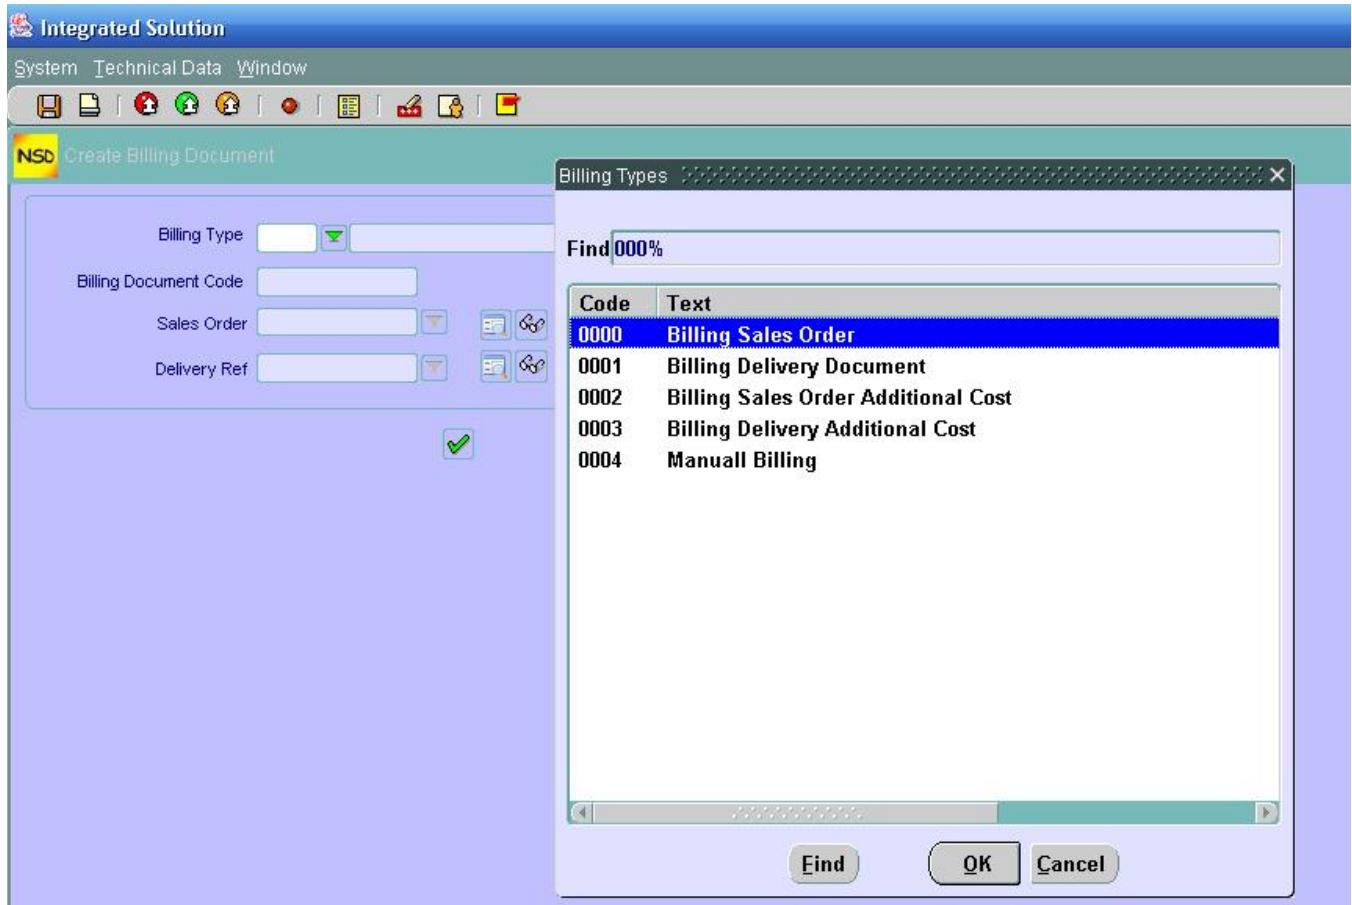 Integrated Solution
System Technical Data Window
NSD Create Billing Document
Billing Types
Billing Type
Find 000%
Billing Document Code
Code Text
Sales Order
0000 Billing Sales Order
Delivery Ref
0001 Billing Delivery Document
0002 Billing Sales Order Additional Cost
0003 Billing Delivery Additional Cost
0004 Manuall Billing
Find OK Cancel